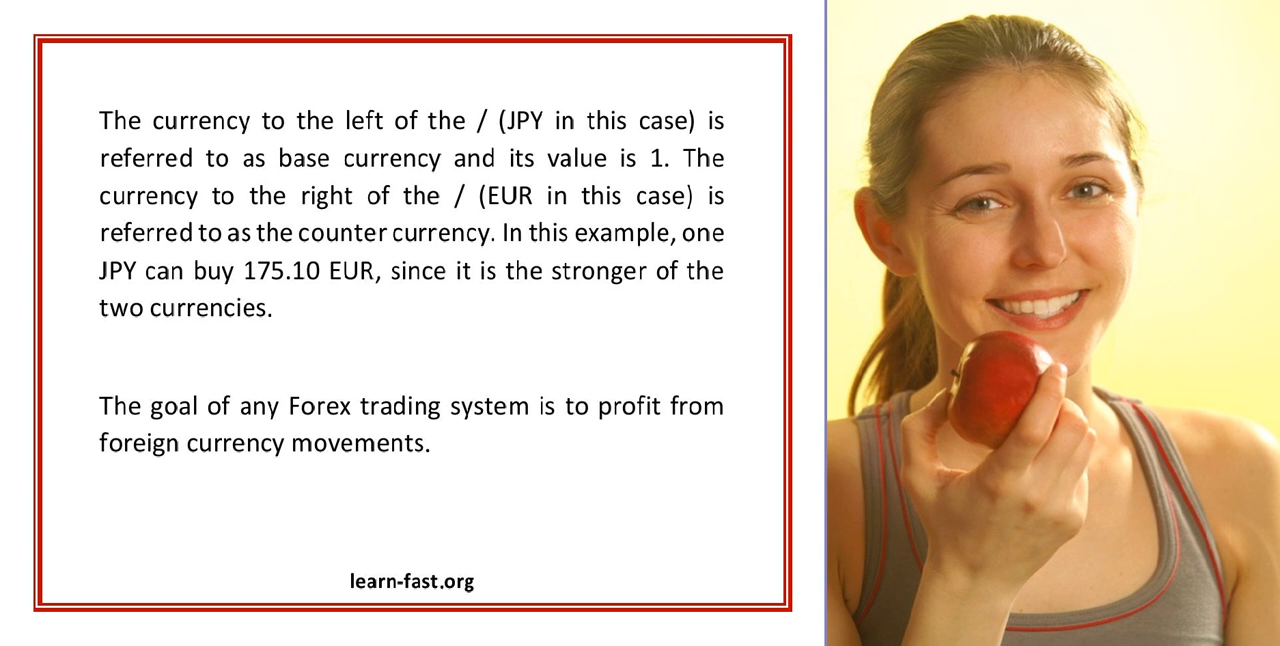 The currency to the left of the / (JPY in this case) is
referred to as base currency and its value is 1. The
currency to the right of the / (EUR in this case) is
referred to as the counter currency. In this example, one
JPY can buy 175.10 EUR, since it is the stronger of the
two currencies.
The goal of any Forex trading system is to profit from
foreign currency movements.
learn-fast.org